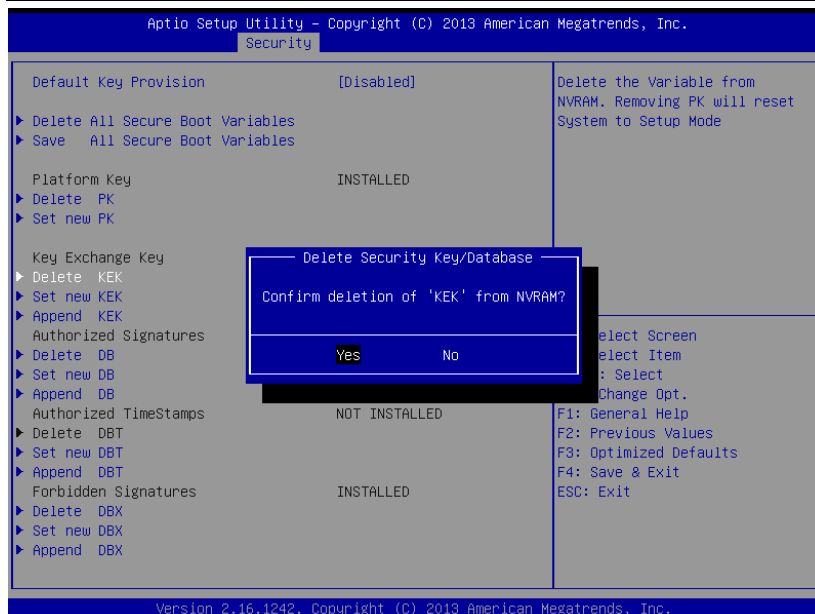 Aptio Setup Utility – Copyright (C) 2013 American Megatrends, Inc.
Security
Default Key Provision [Disabled]
Delete All Secure Boot Variables
Save All Secure Boot Variables
Platform Key INSTALLED
Delete PK
Set new PK
Key Exchange Key
Delete KEK
Set new KEK
Append KEK
Authorized Signatures
Delete DB
Set new DB
Append DB
Authorized TimeStamps NOT INSTALLED
Delete DBT
Set new DBT
Append DBT
Forbidden Signatures INSTALLED
Delete DBX
Set new DBX
Append DBX
Delete Security Key/Database
Confirm deletion of 'KEK' from NVRAM?
Yes No
Delete the Variable from
NVRAM. Removing PK will reset
System to Setup Mode
elect Screen
elect Item
: Select
Change Opt.
F1: General Help
F2: Previous Values
F3: Optimized Defaults
F4: Save & Exit
ESC: Exit
Version 2.16.1242. Copyright (C) 2013 American Megatrends, Inc.